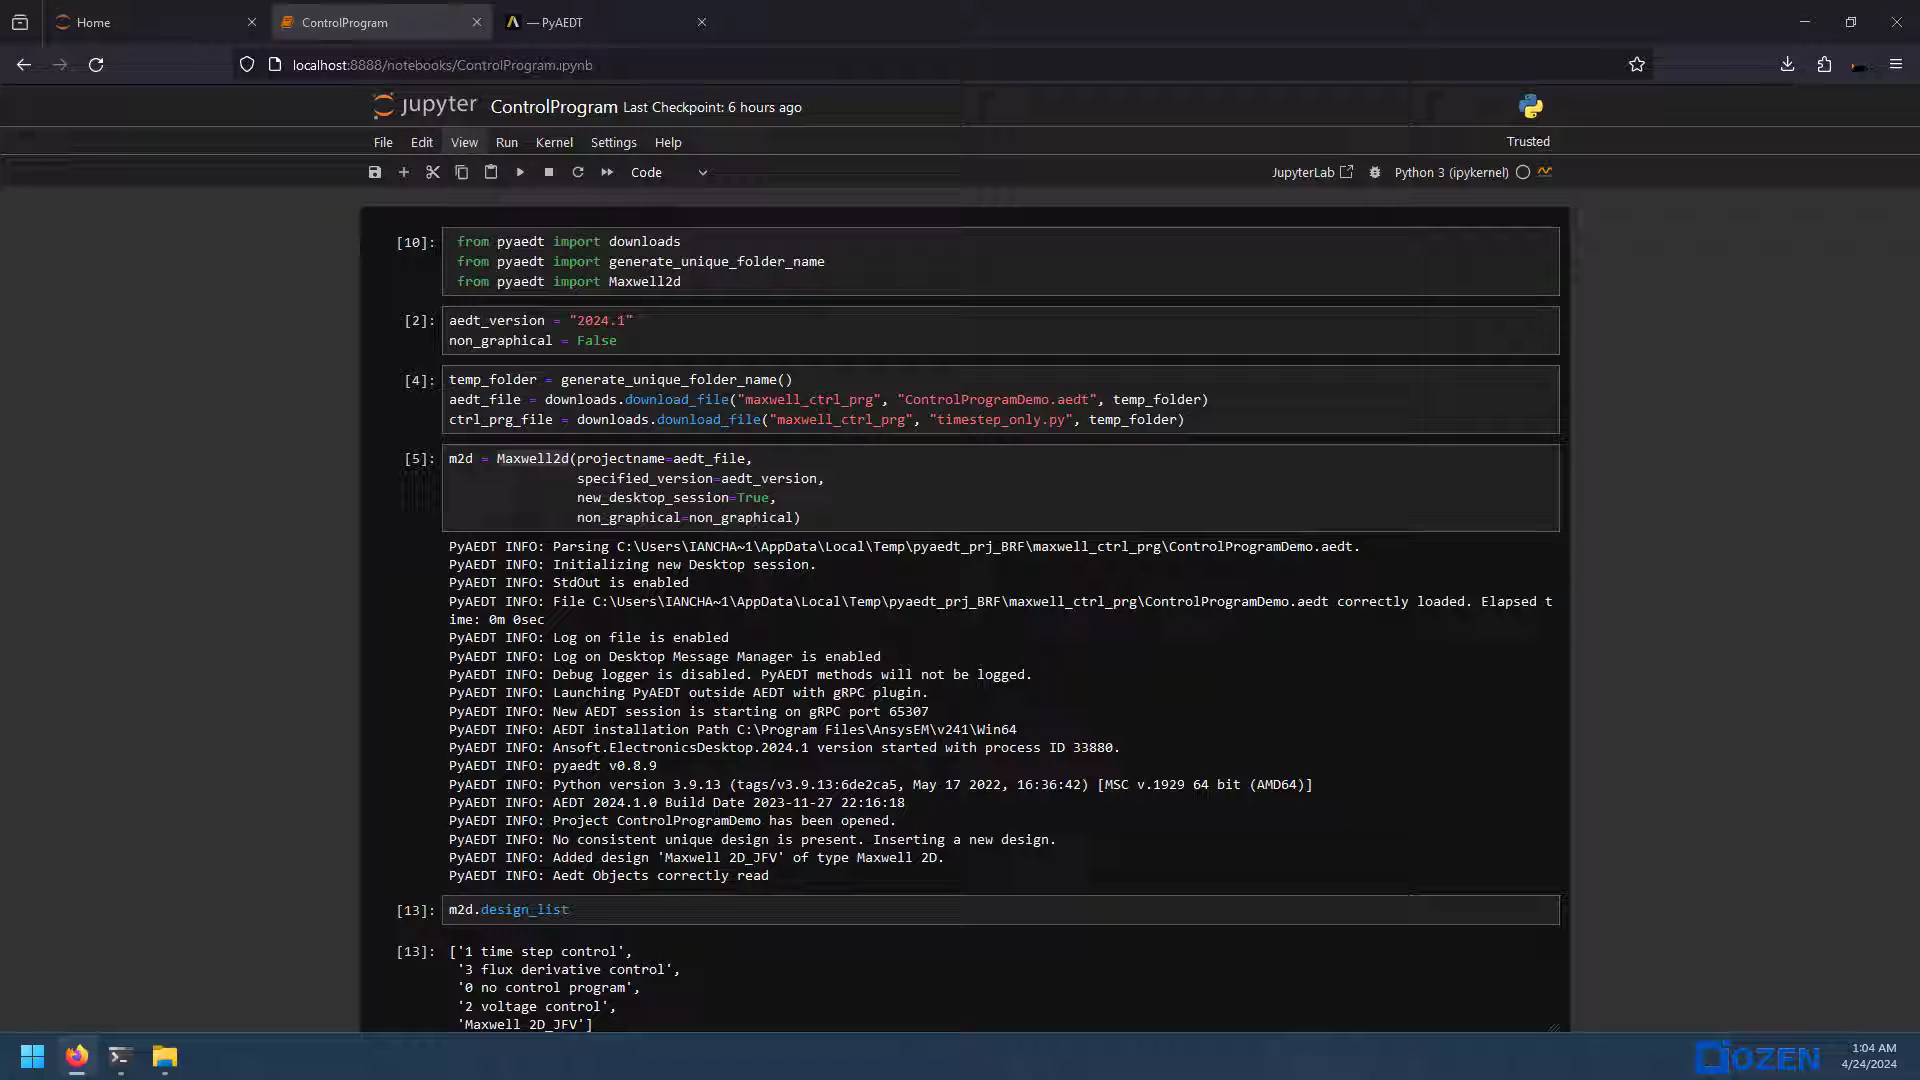 Home
ControlProgram
— PyAEDT
localhost:8888/notebooks/ControlProgram.ipynb
jupyter ControlProgram Last Checkpoint: 6 hours ago
File Edit View Run Kernel Settings Help
Trusted
Code
JupyterLab
Python 3 (ipykernel)
[10]: from pyaedt import downloads
from pyaedt import generate_unique_folder_name
from pyaedt import Maxwell2d
[2]: aedt_version = "2024.1"
non_graphical = False
[4]: temp_folder = generate_unique_folder_name()
aedt_file = downloads.download_file("maxwell_ctrl_prg", "ControlProgramDemo.aedt", temp_folder)
ctrl_prg_file = downloads.download_file("maxwell_ctrl_prg", "timestep_only.py", temp_folder)
[5]: m2d = Maxwell2d(projectname=aedt_file,
specified_version=aedt_version,
new_desktop_session=True,
non_graphical=non_graphical)
PyAEDT INFO: Parsing C:\Users\IANCHA~1\AppData\Local\Temp\pyaedt_prj_BRF\maxwell_ctrl_prg\ControlProgramDemo.aedt.
PyAEDT INFO: Initializing new Desktop session.
PyAEDT INFO: StdOut is enabled
PyAEDT INFO: File C:\Users\IANCHA~1\AppData\Local\Temp\pyaedt_prj_BRF\maxwell_ctrl_prg\ControlProgramDemo.aedt correctly loaded. Elapsed t
ime: 0m 0sec
PyAEDT INFO: Log on file is enabled
PyAEDT INFO: Log on Desktop Message Manager is enabled
PyAEDT INFO: Debug logger is disabled. PyAEDT methods will not be logged.
PyAEDT INFO: Launching PyAEDT outside AEDT with gRPC plugin.
PyAEDT INFO: New AEDT session is starting on gRPC port 65307
PyAEDT INFO: AEDT installation Path C:\Program Files\AnsysEM\v241\Win64
PyAEDT INFO: Ansoft.ElectronicsDesktop.2024.1 version started with process ID 33880.
PyAEDT INFO: pyaedt v0.8.9
PyAEDT INFO: Python version 3.9.13 (tags/v3.9.13:6de2ca5, May 17 2022, 16:36:42) [MSC v.1929 64 bit (AMD64)]
PyAEDT INFO: AEDT 2024.1.0 Build Date 2023-11-27 22:16:18
PyAEDT INFO: Project ControlProgramDemo has been opened.
PyAEDT INFO: No consistent unique design is present. Inserting a new design.
PyAEDT INFO: Added design 'Maxwell 2D_JFV' of type Maxwell 2D.
PyAEDT INFO: Aedt Objects correctly read
[13]: m2d.design_list
[13]: ['1 time step control',
'3 flux derivative control',
'0 no control program',
'2 voltage control',
'Maxwell 2D_JFV']
OZEN
1:04 AM
4/24/2024